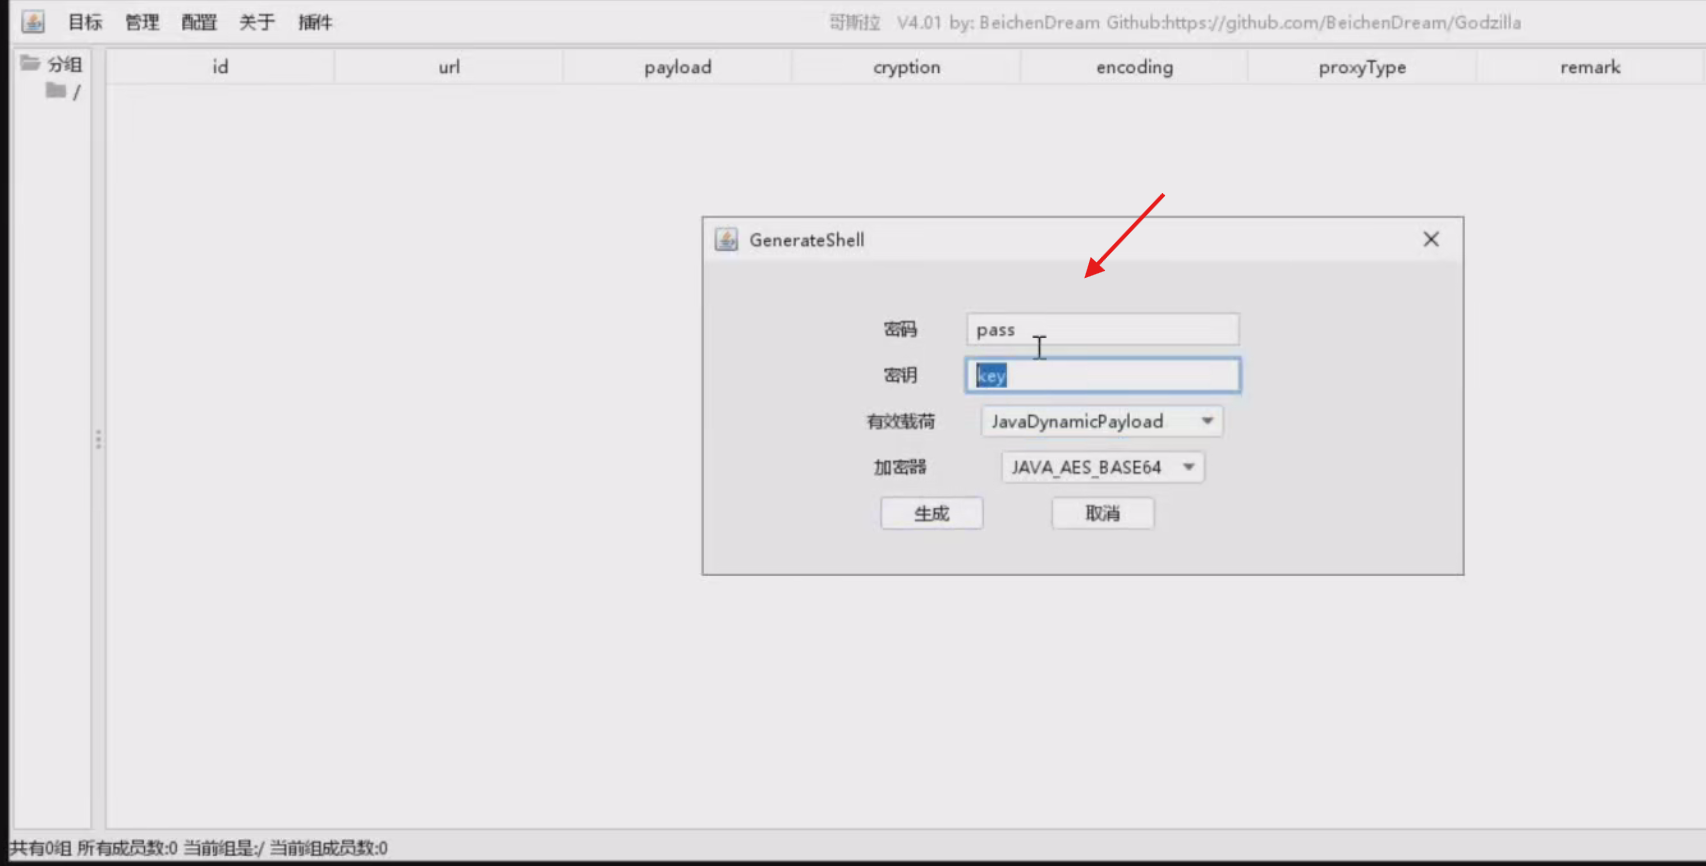 目标 管理 配置 关于 插件 哥斯拉 V4.01 by: BeichenDream Github:https://github.com/BeichenDream/Godzilla
分组 id url payload cryption encoding proxyType remark
/
GenerateShell
密码 pass
密钥 key
有效载荷 JavaDynamicPayload
加密器 JAVA_AES_BASE64
生成 取消
共有0组 所有成员数:0 当前组是:/ 当前组成员数:0